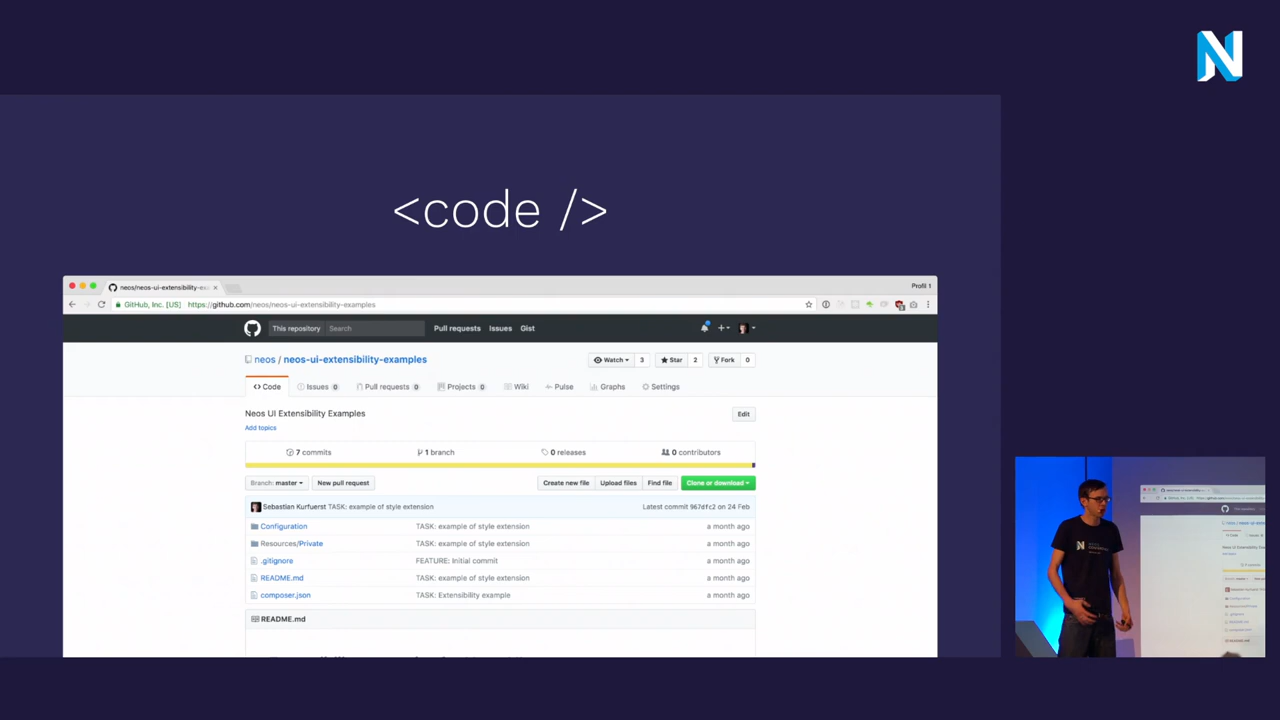 <code />
neos/neos-ui-extensibility-exa
Profil 1
GitHub, Inc. [US] https://github.com/neos/neos-ui-extensibility-examples
This repository Search Pull requests Issues Gist
neos / neos-ui-extensibility-examples Watch 3 Star 2 Fork 0
Code Issues 0 Pull requests 0 Projects 0 Wiki Pulse Graphs Settings
Neos UI Extensibility Examples Edit
Add topics
7 commits 1 branch 0 releases 0 contributors
Branch: master New pull request Create new file Upload files Find file Clone or download
Sebastian Kurfuerst TASK: example of style extension Latest commit 967dfc2 on 24 Feb
Configuration TASK: example of style extension a month ago
Resources/Private TASK: example of style extension a month ago
.gitignore FEATURE: Initial commit a month ago
README.md TASK: example of style extension a month ago
composer.json TASK: Extensibility example a month ago
README.md